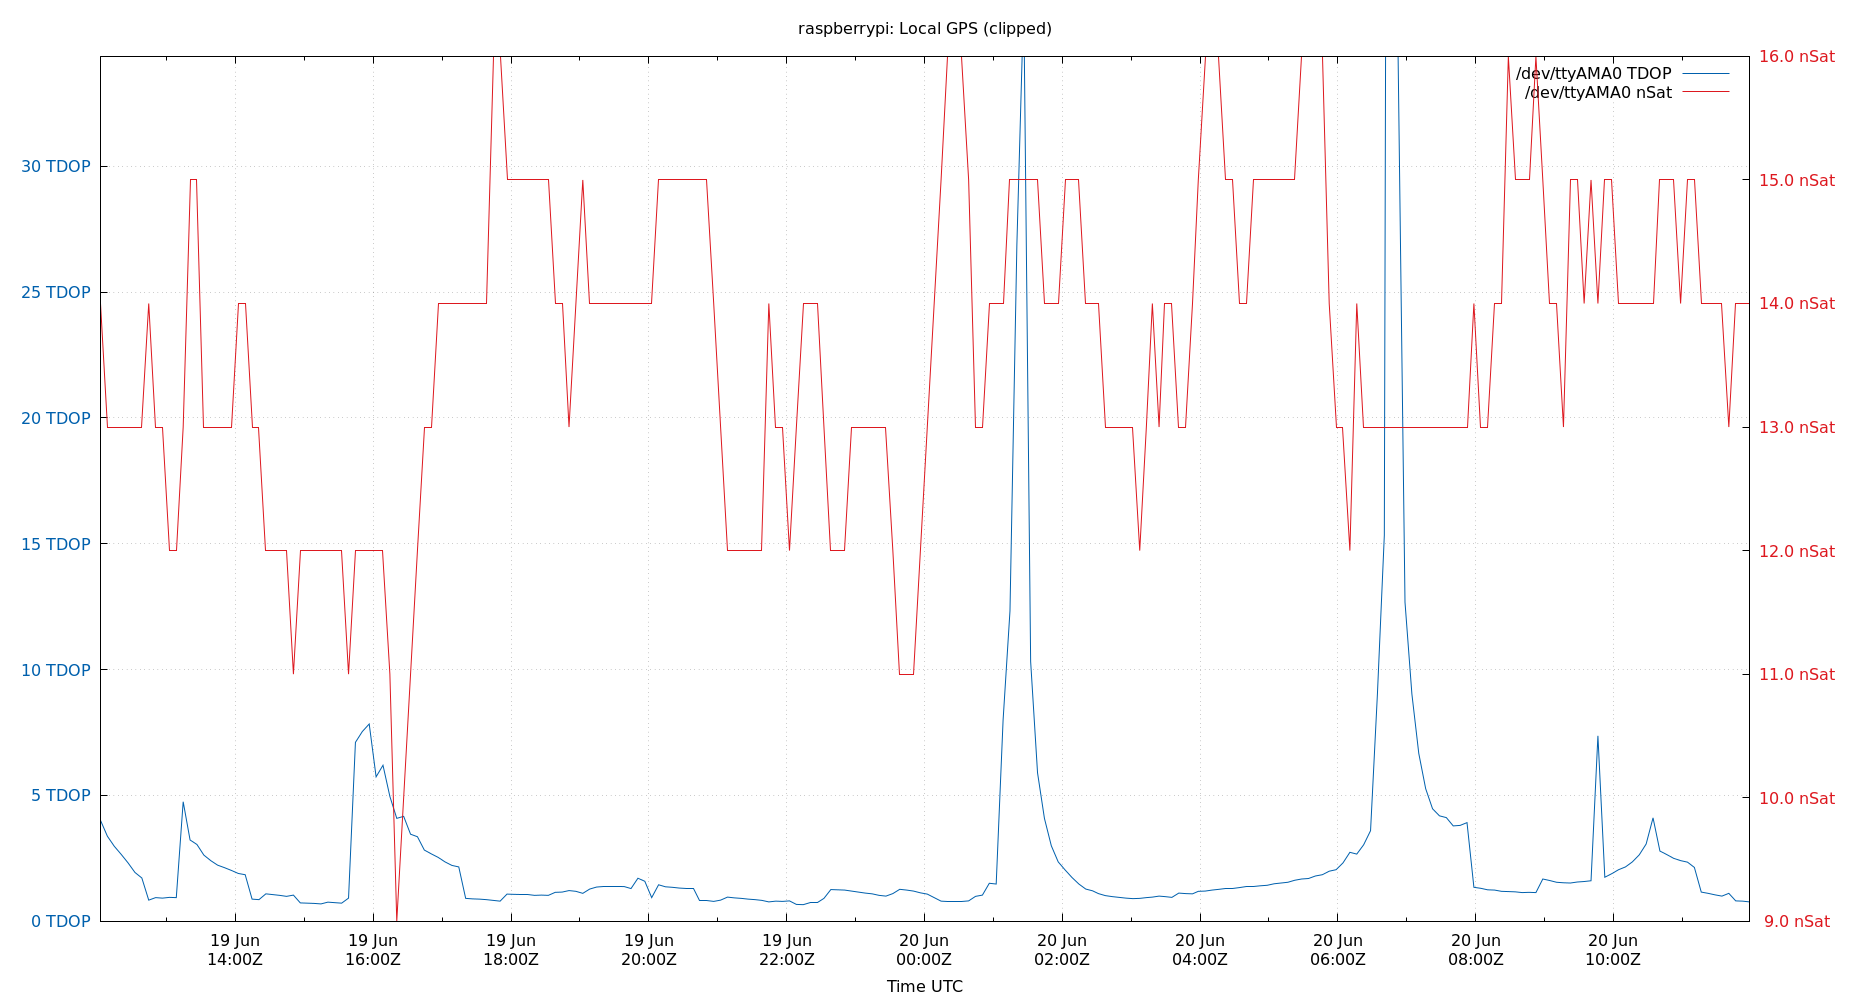 raspberrypi: Local GPS (clipped)
/dev/ttyAMA0 TDOP
/dev/ttyAMA0 nSat
30 TDOP
25 TDOP
20 TDOP
15 TDOP
10 TDOP
5 TDOP
0 TDOP
16.0 nSat
15.0 nSat
14.0 nSat
13.0 nSat
12.0 nSat
11.0 nSat
10.0 nSat
9.0 nSat
19 Jun 19 Jun 19 Jun 19 Jun 19 Jun 20 Jun 20 Jun 20 Jun 20 Jun 20 Jun 20 Jun
14:00Z 16:00Z 18:00Z 20:00Z 22:00Z 00:00Z 02:00Z 04:00Z 06:00Z 08:00Z 10:00Z
Time UTC